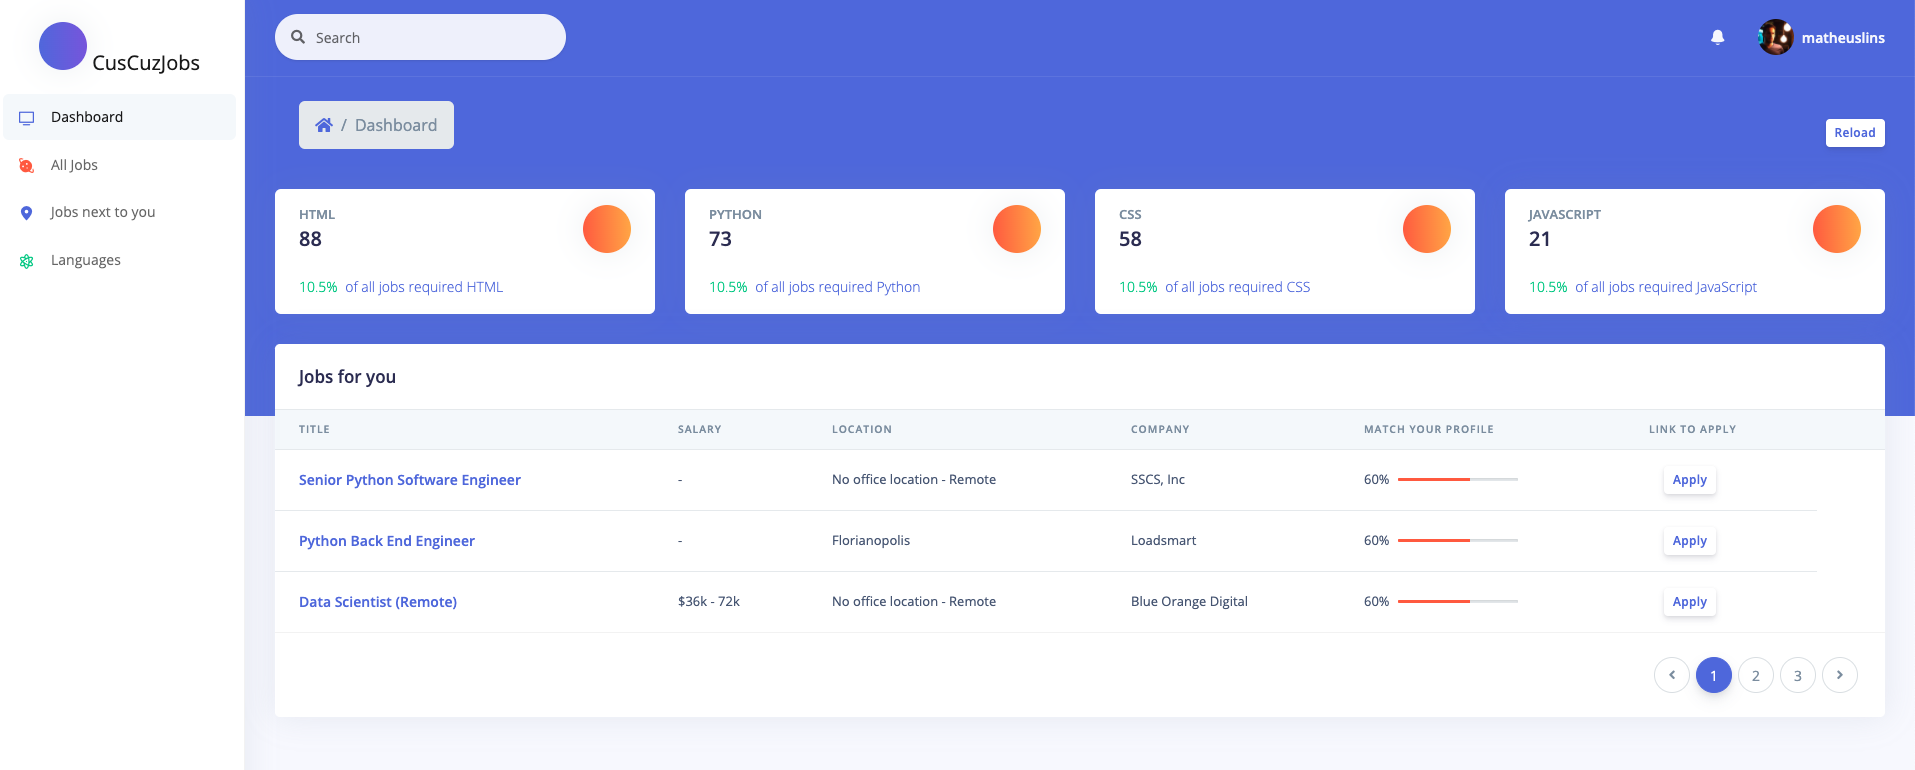 CusCuzJobs
Search
matheuslins
Dashboard
All Jobs
Jobs next to you
Languages
/ Dashboard
Reload
HTML
88
10.5% of all jobs required HTML
PYTHON
73
10.5% of all jobs required Python
CSS
58
10.5% of all jobs required CSS
JAVASCRIPT
21
10.5% of all jobs required JavaScript
Jobs for you
TITLE SALARY LOCATION COMPANY MATCH YOUR PROFILE LINK TO APPLY
Senior Python Software Engineer - No office location - Remote SSCS, Inc 60% Apply
Python Back End Engineer - Florianopolis Loadsmart 60% Apply
Data Scientist (Remote) $36k - 72k No office location - Remote Blue Orange Digital 60% Apply
1 2 3